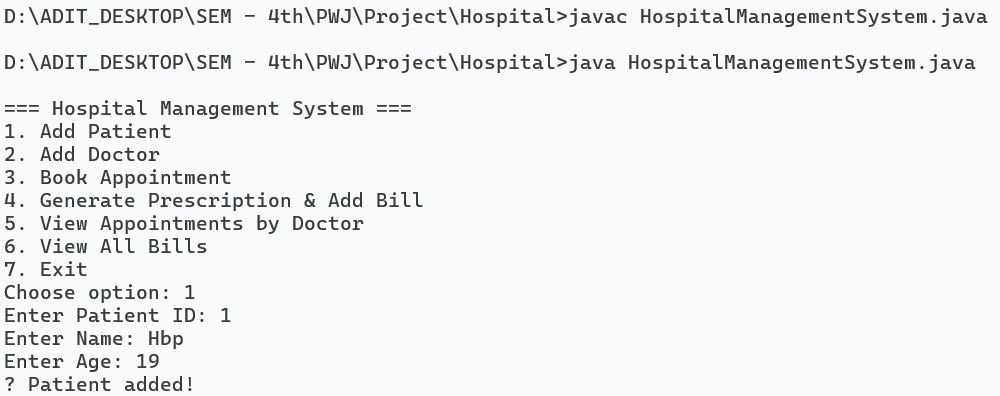 D:\ADIT_DESKTOP\SEM - 4th\PWJ\Project\Hospital>javac HospitalManagementSystem.java
D:\ADIT_DESKTOP\SEM - 4th\PWJ\Project\Hospital>java HospitalManagementSystem.java
=== Hospital Management System ===
1. Add Patient
2. Add Doctor
3. Book Appointment
4. Generate Prescription & Add Bill
5. View Appointments by Doctor
6. View All Bills
7. Exit
Choose option: 1
Enter Patient ID: 1
Enter Name: Hbp
Enter Age: 19
? Patient added!